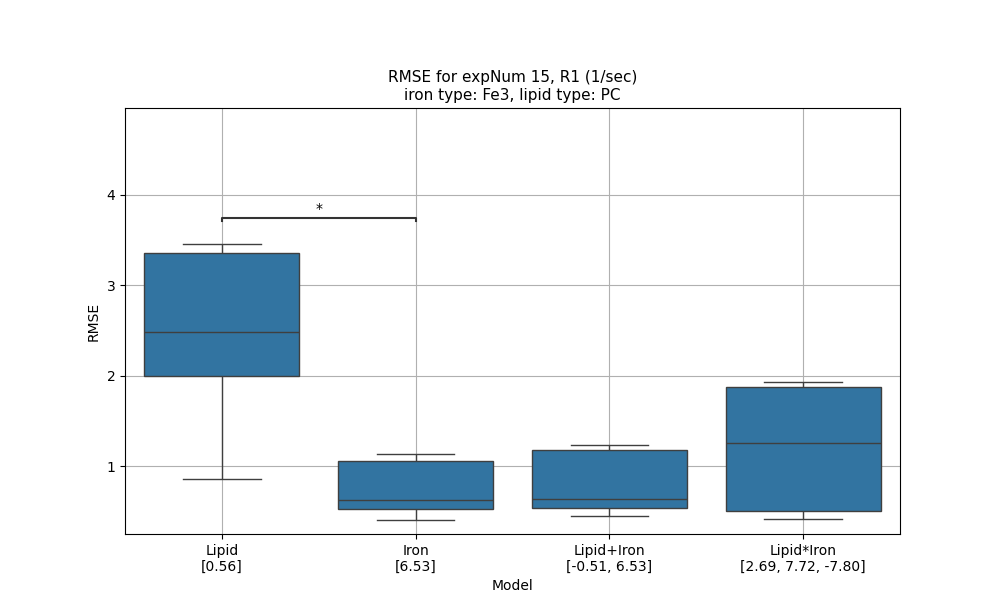 RMSE for expNum 15, R1 (1/sec)
iron type: Fe3, lipid type: PC
4
*
3
RMSE
2
1
Lipid
[0.56]
Iron
[6.53]
Lipid+Iron
[-0.51, 6.53]
Lipid*Iron
[2.69, 7.72, -7.80]
Model